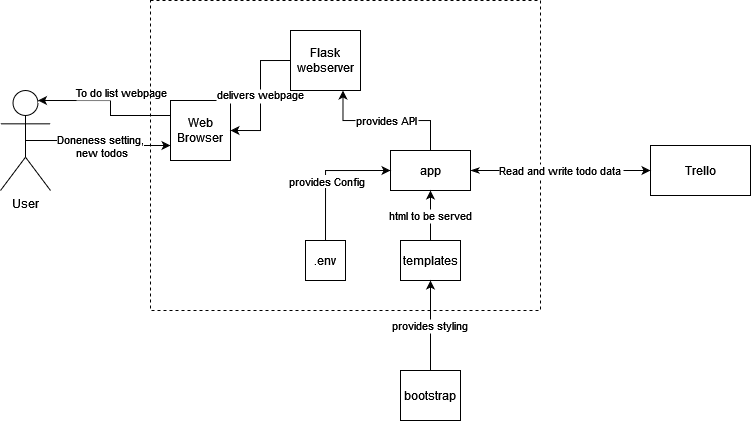 Flask
webserver
To do list webpage
delivers webpage
Web
Browser
provides API
Doneness setting,
new todos
app
Read and write todo data
Trello
provides Config
User
html to be served
.env
templates
provides styling
bootstrap